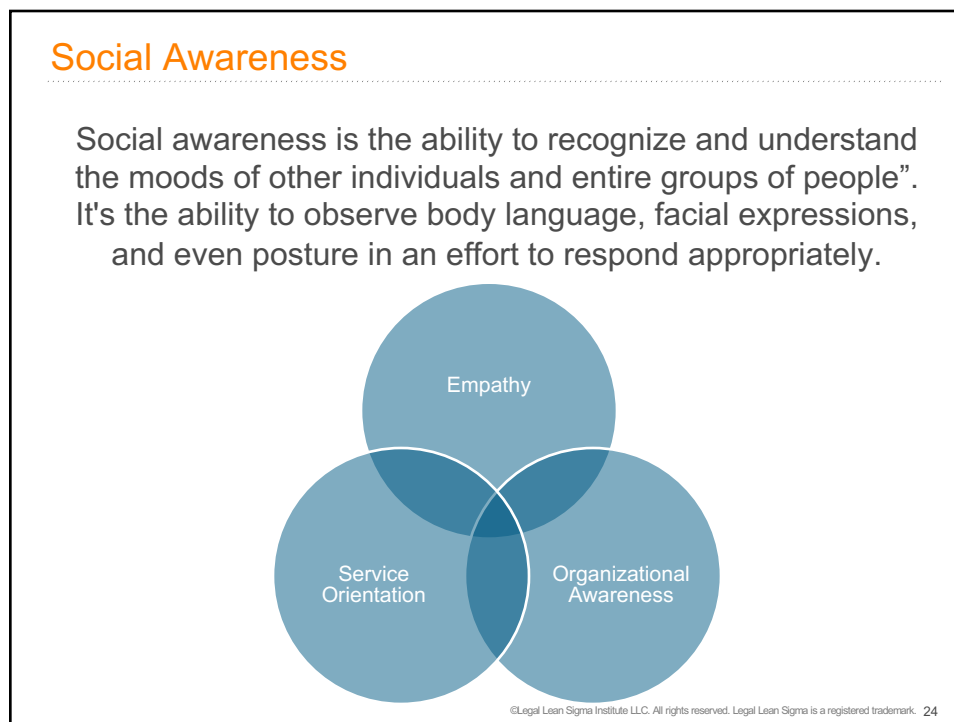 Social Awareness
Social awareness is the ability to recognize and understand
the moods of other individuals and entire groups of people”.
It's the ability to observe body language, facial expressions,
and even posture in an effort to respond appropriately.
Empathy
Service
Orientation
Organizational
Awareness
©Legal Lean Sigma Institute LLC. All rights reserved. Legal Lean Sigma is a registered trademark. 24